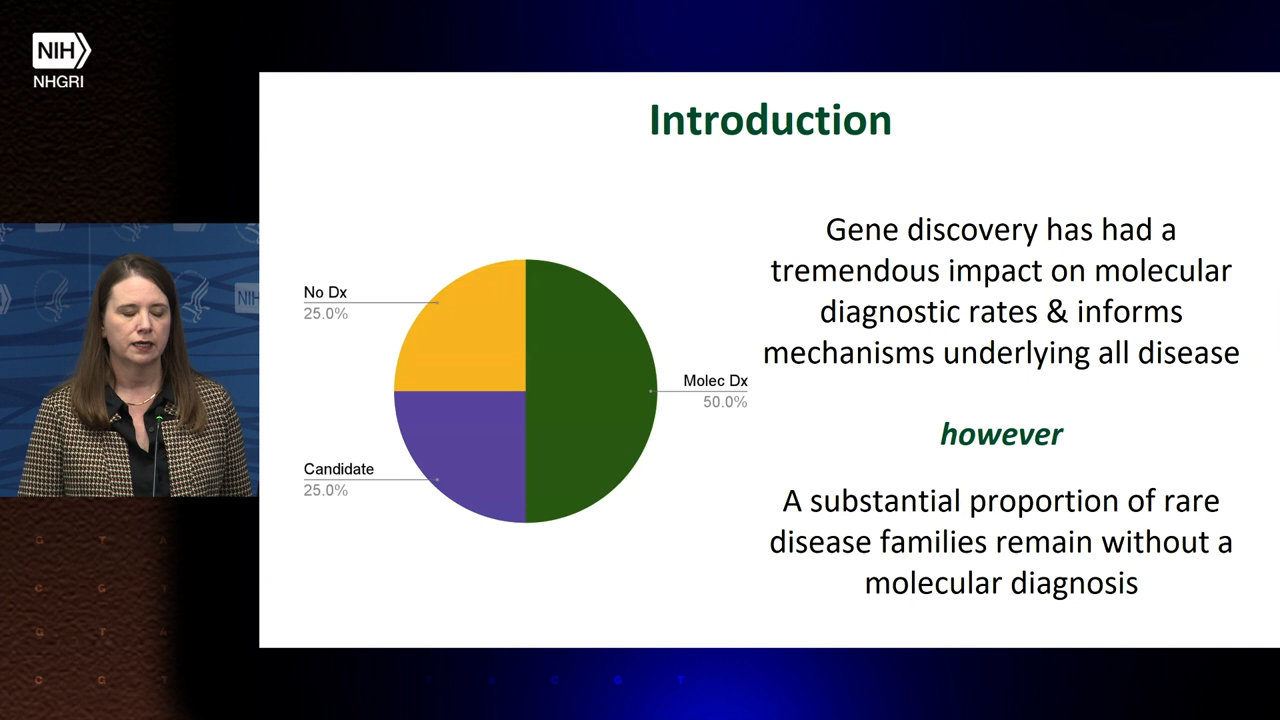 NIH
NHGRI
Introduction
Gene discovery has had a
tremendous impact on molecular
diagnostic rates & informs
mechanisms underlying all disease
however
A substantial proportion of rare
disease families remain without a
molecular diagnosis
No Dx
25.0%
Molec Dx
50.0%
Candidate
25.0%
NIH